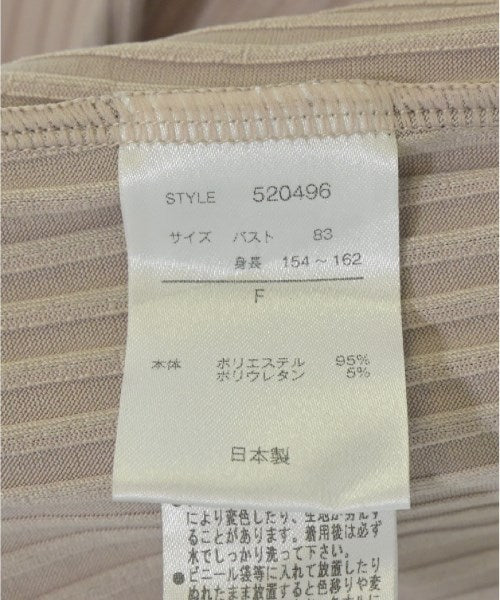 STYLE 520496
サイズ バスト 83
身長 154～162
F
本体 ポリエステル 95%
ポリウレタン 5%
日本製
により変色したり、生地が
ることがあります。着用後は必ず
水でしっかり洗って下さい。
●ビニール袋等に入れて放置したり
ぬれたまま放置すると色移りや変